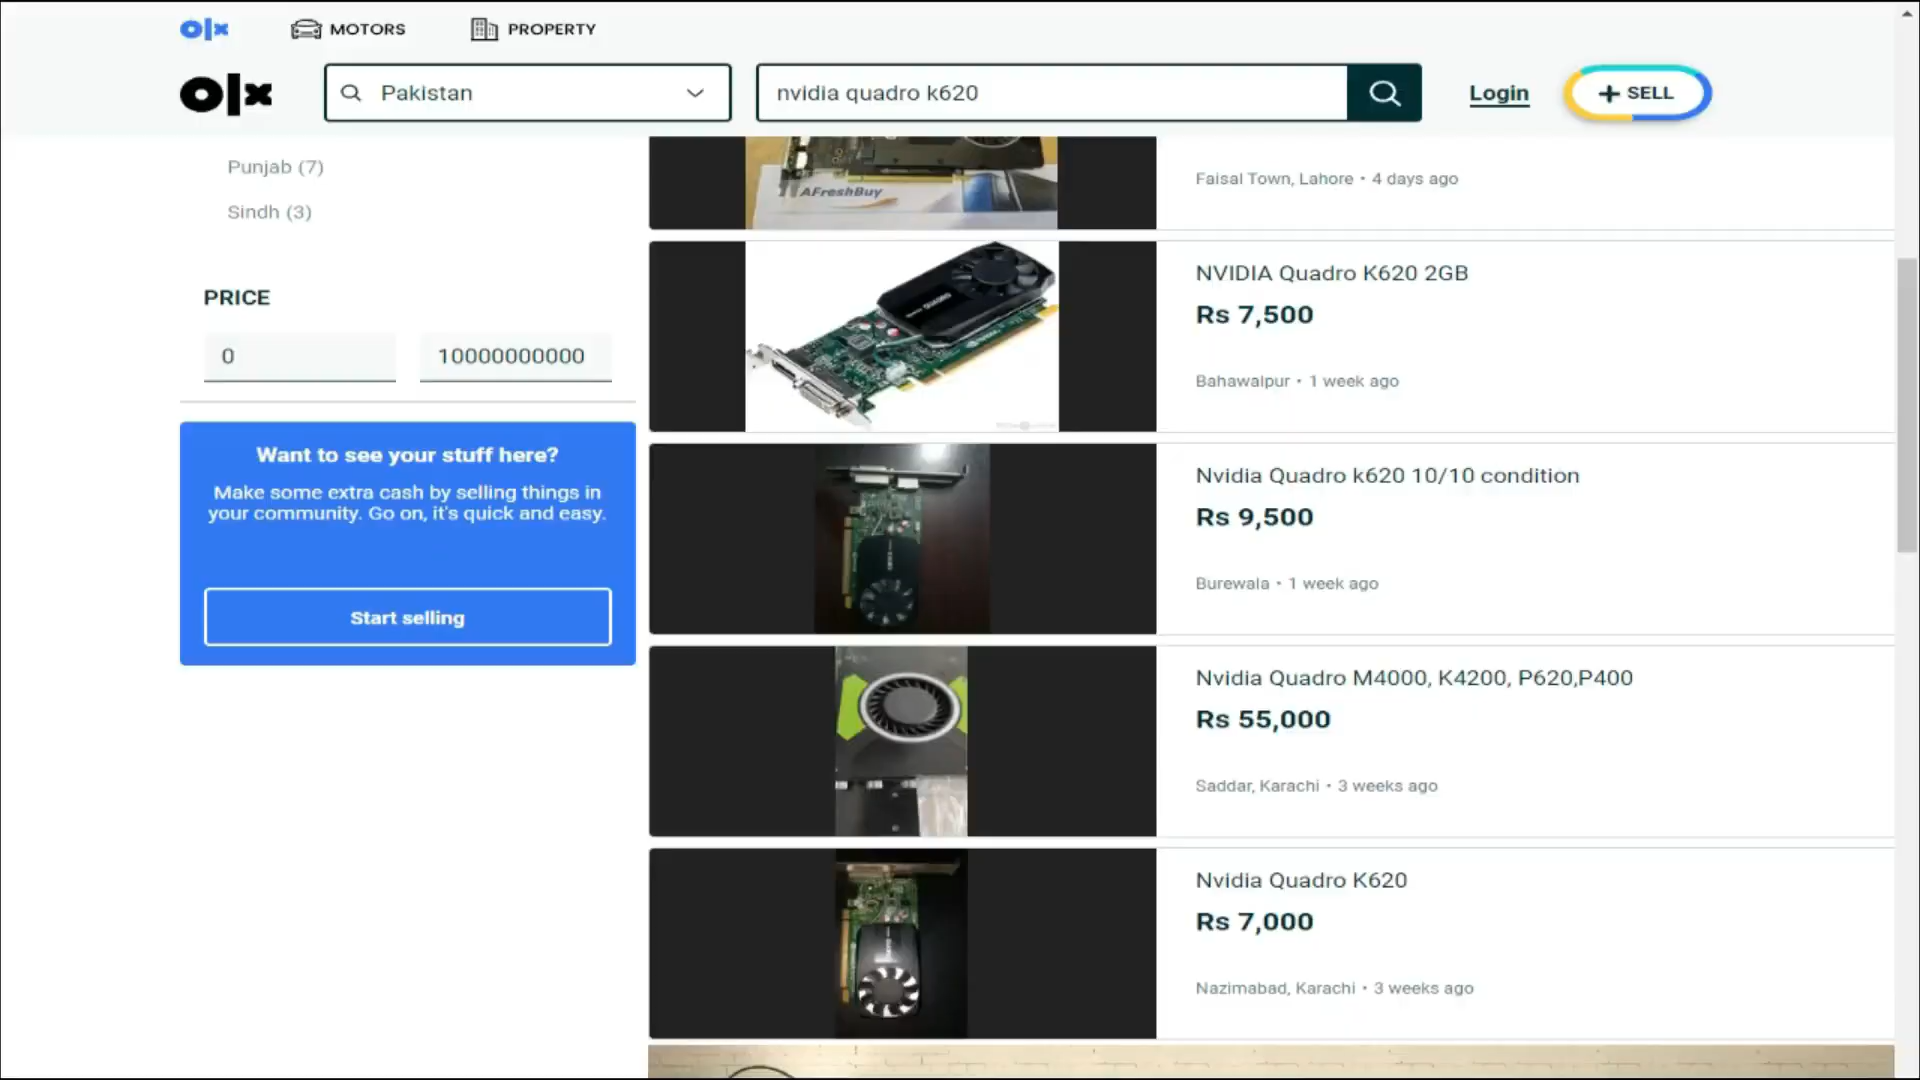 olx MOTORS PROPERTY
olx Pakistan nvidia quadro k620 Login + SELL
Punjab (7)
Sindh (3)
PRICE
0 10000000000
Want to see your stuff here?
Make some extra cash by selling things in
your community. Go on, it's quick and easy.
Start selling
AFreshBuy
Faisal Town, Lahore • 4 days ago
QUADRO
NVIDIA Quadro K620 2GB
Rs 7,500
Bahawalpur • 1 week ago
Nvidia Quadro k620 10/10 condition
Rs 9,500
Burewala • 1 week ago
Nvidia Quadro M4000, K4200, P620,P400
Rs 55,000
Saddar, Karachi • 3 weeks ago
Nvidia Quadro K620
Rs 7,000
Nazimabad, Karachi • 3 weeks ago